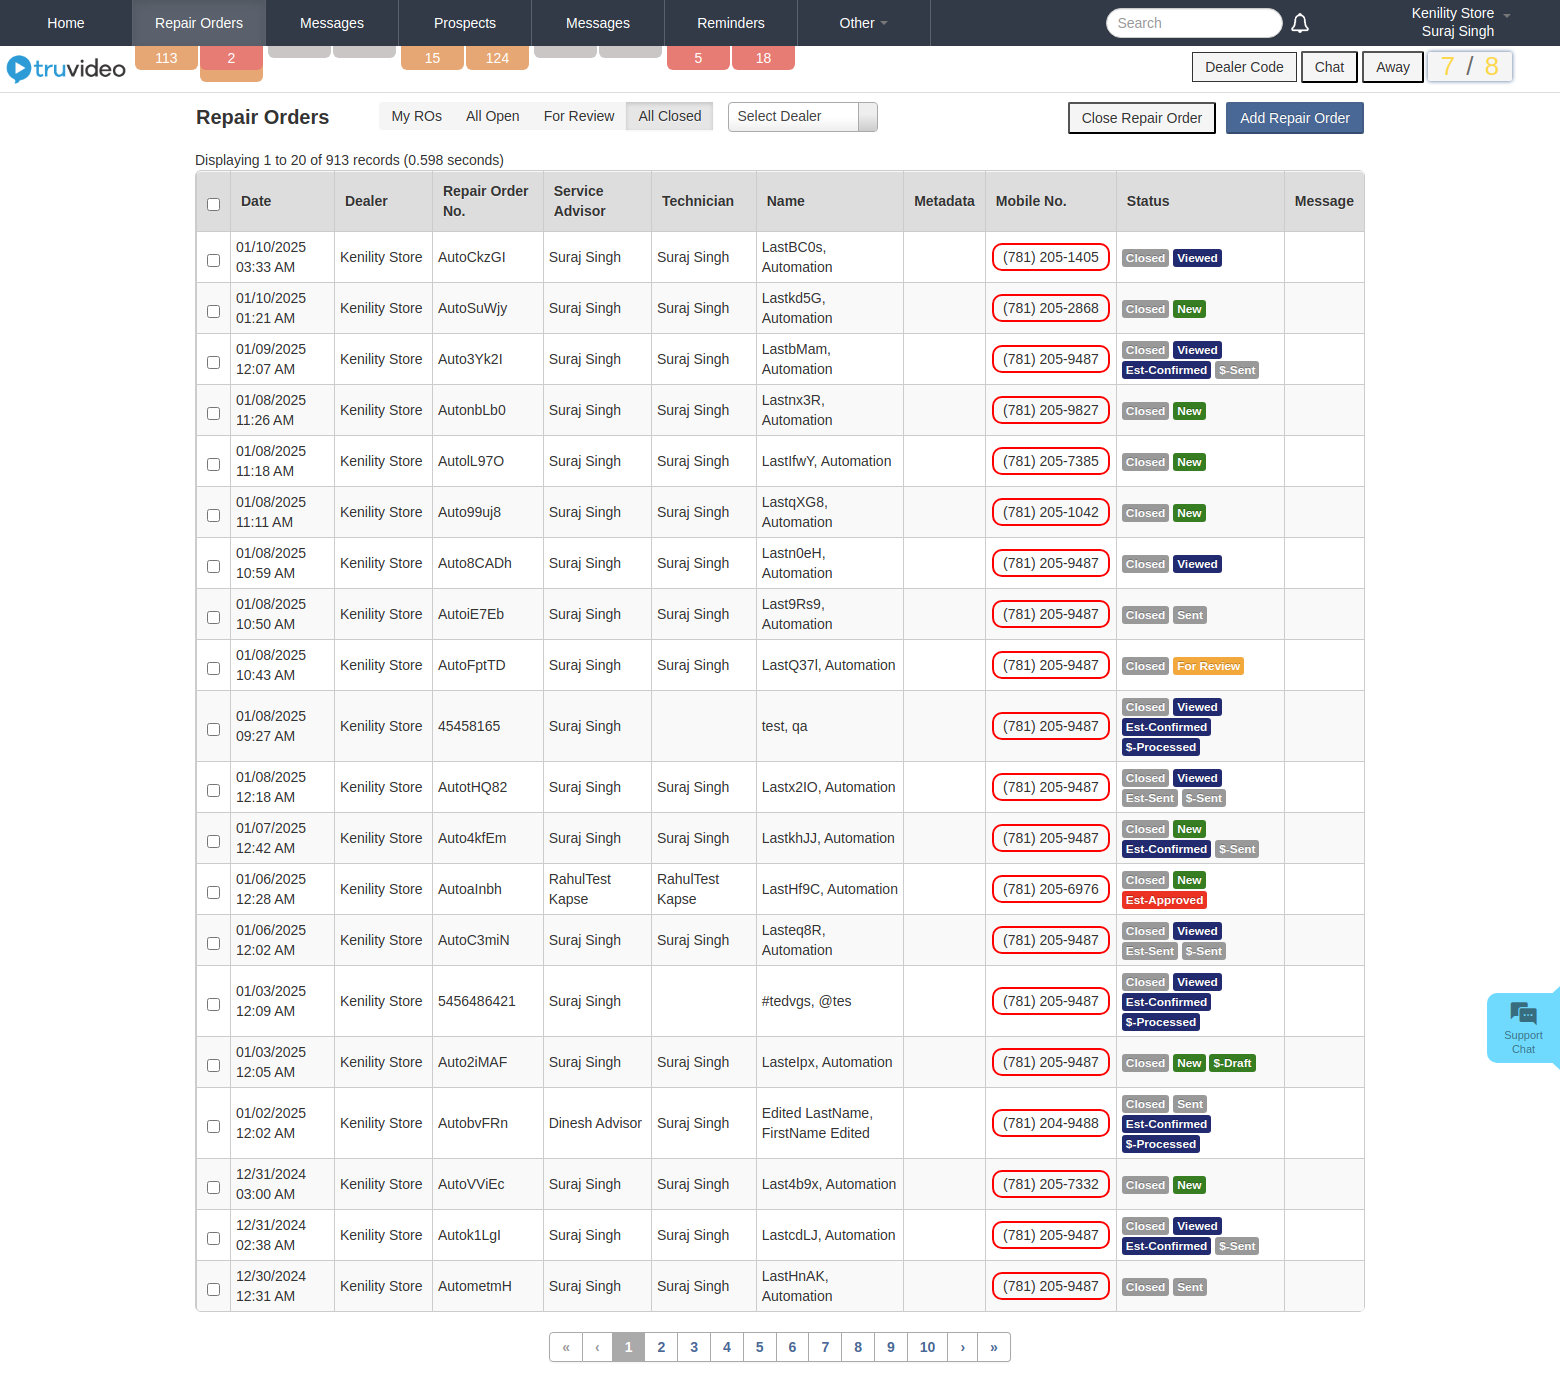 Home Repair Orders Messages Prospects Messages Reminders Other Search Kenility Store
Suraj Singh
truvideo 113 2 15 124 5 18 Dealer Code Chat Away 7 / 8
Repair Orders My ROs All Open For Review All Closed Select Dealer Close Repair Order Add Repair Order
Displaying 1 to 20 of 913 records (0.598 seconds)
Date Dealer Repair Order No. Service Advisor Technician Name Metadata Mobile No. Status Message
01/10/2025 03:33 AM Kenility Store AutoCkzGI Suraj Singh Suraj Singh LastBC0s, Automation (781) 205-1405 Closed Viewed
01/10/2025 01:21 AM Kenility Store AutoSuWjy Suraj Singh Suraj Singh Lastkd5G, Automation (781) 205-2868 Closed New
01/09/2025 12:07 AM Kenility Store Auto3Yk2I Suraj Singh Suraj Singh LastbMam, Automation (781) 205-9487 Closed Viewed Est-Confirmed $-Sent
01/08/2025 11:26 AM Kenility Store AutonbLb0 Suraj Singh Suraj Singh Lastnx3R, Automation (781) 205-9827 Closed New
01/08/2025 11:18 AM Kenility Store AutolL97O Suraj Singh Suraj Singh LastIfwY, Automation (781) 205-7385 Closed New
01/08/2025 11:11 AM Kenility Store Auto99uj8 Suraj Singh Suraj Singh LastqXG8, Automation (781) 205-1042 Closed New
01/08/2025 10:59 AM Kenility Store Auto8CADh Suraj Singh Suraj Singh Lastn0eH, Automation (781) 205-9487 Closed Viewed
01/08/2025 10:50 AM Kenility Store AutoiE7Eb Suraj Singh Suraj Singh Last9Rs9, Automation (781) 205-9487 Closed Sent
01/08/2025 10:43 AM Kenility Store AutoFptTD Suraj Singh Suraj Singh LastQ37l, Automation (781) 205-9487 Closed For Review
01/08/2025 09:27 AM Kenility Store 45458165 Suraj Singh test, qa (781) 205-9487 Closed Viewed Est-Confirmed $-Processed
01/08/2025 12:18 AM Kenility Store AutotHQ82 Suraj Singh Suraj Singh Lastx2IO, Automation (781) 205-9487 Closed Viewed Est-Sent $-Sent
01/07/2025 12:42 AM Kenility Store Auto4kfEm Suraj Singh Suraj Singh LastkhJJ, Automation (781) 205-9487 Closed New Est-Confirmed $-Sent
01/06/2025 12:28 AM Kenility Store AutoaInbh RahulTest Kapse RahulTest Kapse LastHf9C, Automation (781) 205-6976 Closed New Est-Approved
01/06/2025 12:02 AM Kenility Store AutoC3miN Suraj Singh Suraj Singh Lasteq8R, Automation (781) 205-9487 Closed Viewed Est-Sent $-Sent
01/03/2025 12:09 AM Kenility Store 5456486421 Suraj Singh #tedvgs, @tes (781) 205-9487 Closed Viewed Est-Confirmed $-Processed
01/03/2025 12:05 AM Kenility Store Auto2iMAF Suraj Singh Suraj Singh LasteIpx, Automation (781) 205-9487 Closed New $-Draft
01/02/2025 12:02 AM Kenility Store AutobvFRn Dinesh Advisor Suraj Singh Edited LastName, FirstName Edited (781) 204-9488 Closed Sent Est-Confirmed $-Processed
12/31/2024 03:00 AM Kenility Store AutoVViEc Suraj Singh Suraj Singh Last4b9x, Automation (781) 205-7332 Closed New
12/31/2024 02:38 AM Kenility Store Autok1LgI Suraj Singh Suraj Singh LastcdLJ, Automation (781) 205-9487 Closed Viewed Est-Confirmed $-Sent
12/30/2024 12:31 AM Kenility Store AutometmH Suraj Singh Suraj Singh LastHnAK, Automation (781) 205-9487 Closed Sent
Support
Chat
« ‹ 1 2 3 4 5 6 7 8 9 10 › »